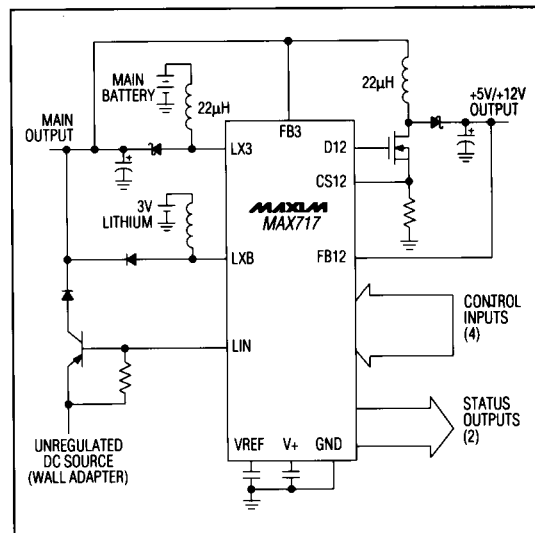 MAIN
BATTERY
22µH
22µH
+5V/+12V
OUTPUT
MAIN
OUTPUT
FB3
LX3
D12
CS12
3V
LITHIUM
MAXIM
MAX717
LXB
FB12
CONTROL
INPUTS
(4)
LIN
STATUS
OUTPUTS
(2)
UNREGULATED
DC SOURCE
(WALL ADAPTER)
VREF V+ GND
+
+